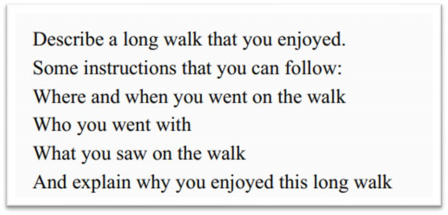 Describe a long walk that you enjoyed.
Some instructions that you can follow:
Where and when you went on the walk
Who you went with
What you saw on the walk
And explain why you enjoyed this long walk